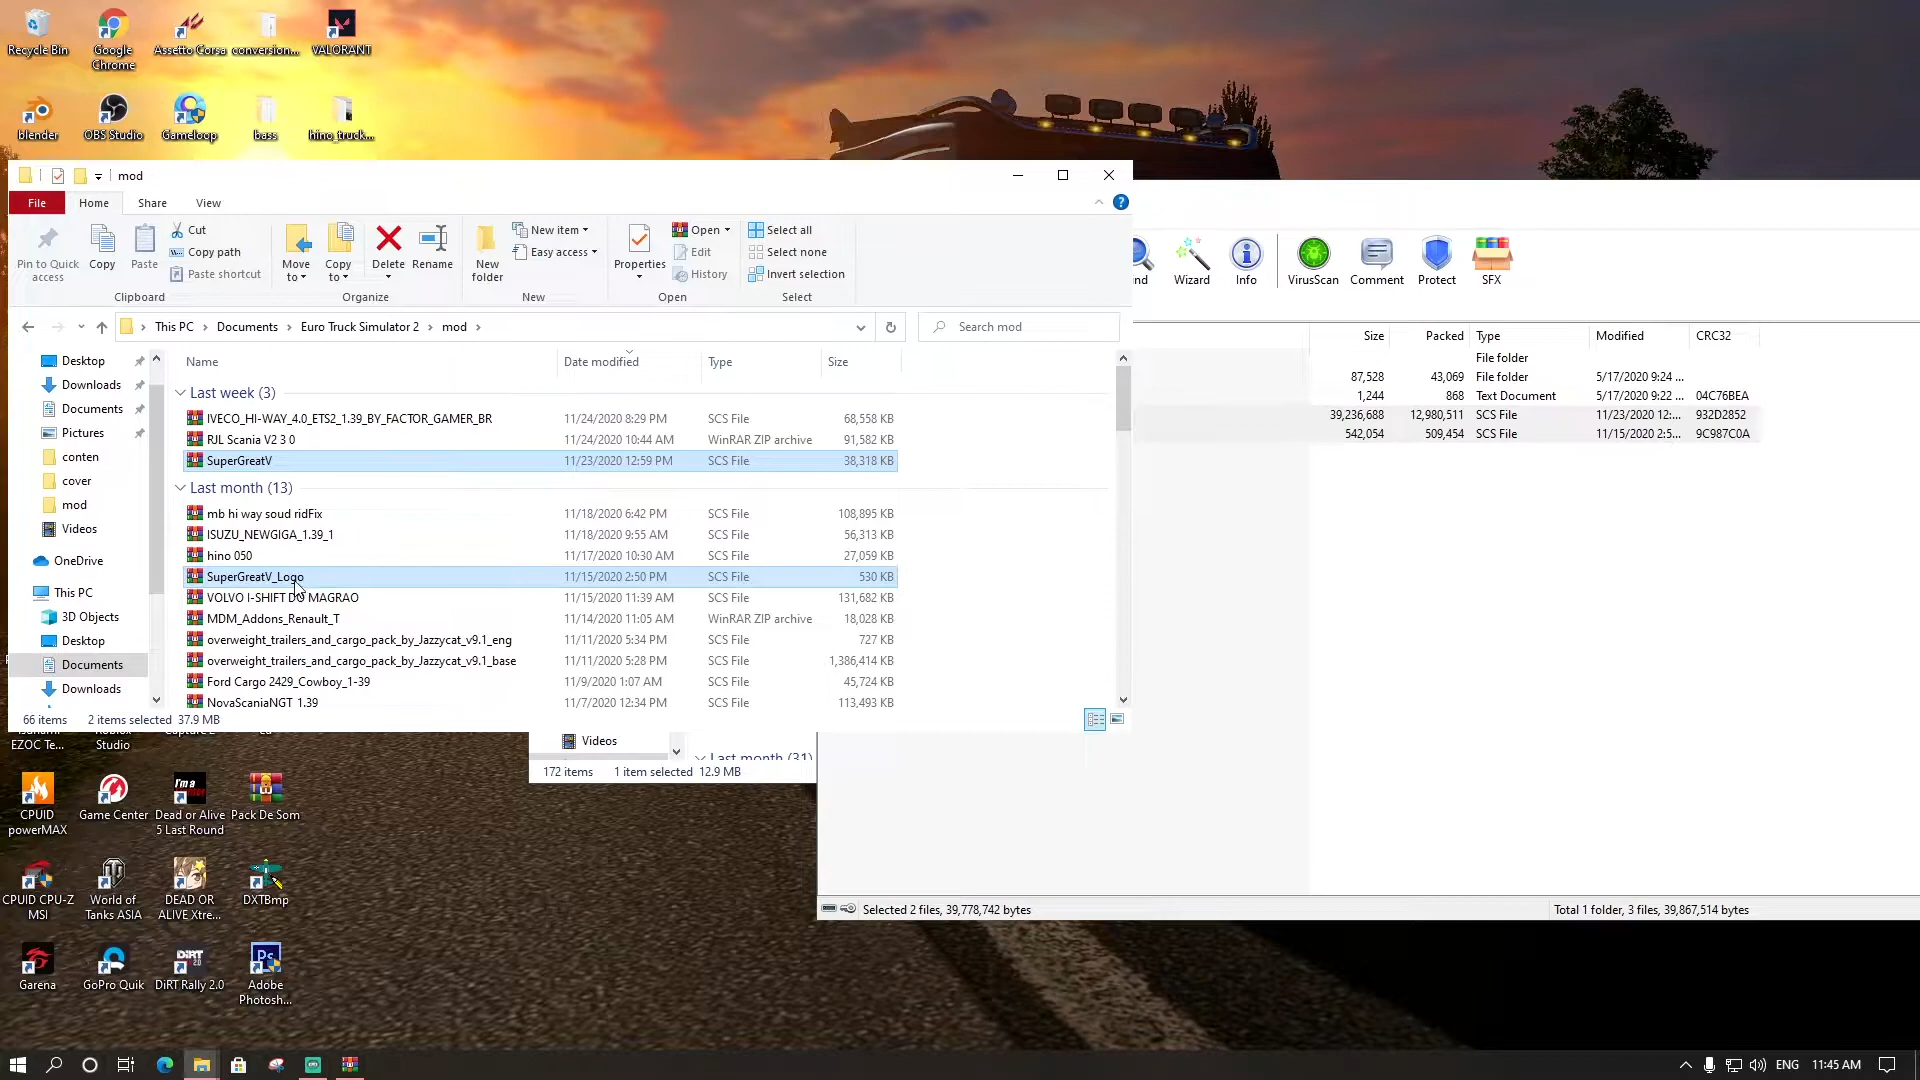 Recycle Bin
Google Chrome
Assetto Corsa
conversion...
VALORANT
blender
OBS Studio
Gameloop
bass
hino_truck...
mod
File
Home
Share
View
Pin to Quick access
Copy
Paste
Cut
Copy path
Paste shortcut
Clipboard
Move to
Copy to
Delete
Rename
Organize
New folder
New item
Easy access
New
Properties
Open
Edit
History
Open
Select all
Select none
Invert selection
Select
This PC > Documents > Euro Truck Simulator 2 > mod
Search mod
Desktop
Downloads
Documents
Pictures
conten
cover
mod
Videos
OneDrive
This PC
3D Objects
Desktop
Documents
Downloads
Name Date modified Type Size
Last week (3)
IVECO_HI-WAY_4.0_ETS2_1.39_BY_FACTOR_GAMER_BR 11/24/2020 8:29 PM SCS File 68,558 KB
RJL Scania V2 3 0 11/24/2020 10:44 AM WinRAR ZIP archive 91,582 KB
SuperGreatV 11/23/2020 12:59 PM SCS File 38,318 KB
Last month (13)
mb hi way soud ridFix 11/18/2020 6:42 PM SCS File 108,895 KB
ISUZU_NEWGIGA_1.39_1 11/18/2020 9:55 AM SCS File 56,313 KB
hino 050 11/17/2020 10:30 AM SCS File 27,059 KB
SuperGreatV_Logo 11/15/2020 2:50 PM SCS File 530 KB
VOLVO I-SHIFT DO MAGRAO 11/15/2020 11:39 AM SCS File 131,682 KB
MDM_Addons_Renault_T 11/14/2020 11:05 AM WinRAR ZIP archive 18,028 KB
overweight_trailers_and_cargo_pack_by_Jazzycat_v9.1_eng 11/11/2020 5:34 PM SCS File 727 KB
overweight_trailers_and_cargo_pack_by_Jazzycat_v9.1_base 11/11/2020 5:28 PM SCS File 1,386,414 KB
Ford Cargo 2429_Cowboy_1-39 11/9/2020 1:07 AM SCS File 45,724 KB
NovaScaniaNGT 1.39 11/7/2020 12:34 PM SCS File 113,493 KB
66 items 2 items selected 37.9 MB
nd
Wizard
Info
VirusScan
Comment
Protect
SFX
Size Packed Type Modified CRC32
File folder
87,528 43,069 File folder 5/17/2020 9:24 ...
1,244 868 Text Document 5/17/2020 9:22 ... 04C76BEA
39,236,688 12,980,511 SCS File 11/23/2020 12:... 932D2852
542,054 509,454 SCS File 11/15/2020 2:5... 9C987C0A
Videos
Last month (31)
172 items 1 item selected 12.9 MB
Selected 2 files, 39,778,742 bytes
Total 1 folder, 3 files, 39,867,514 bytes
EZOC Te...
Studio
CPUID powerMAX
Game Center
I'm a
Dead or Alive 5 Last Round
Pack De Som
CPUID CPU-Z MSI
World of Tanks ASIA
DEAD OR ALIVE Xtre...
DXTBmp
Garena
GoPro Quik
DiRT Rally 2.0
Adobe Photosh...
ENG
11:45 AM